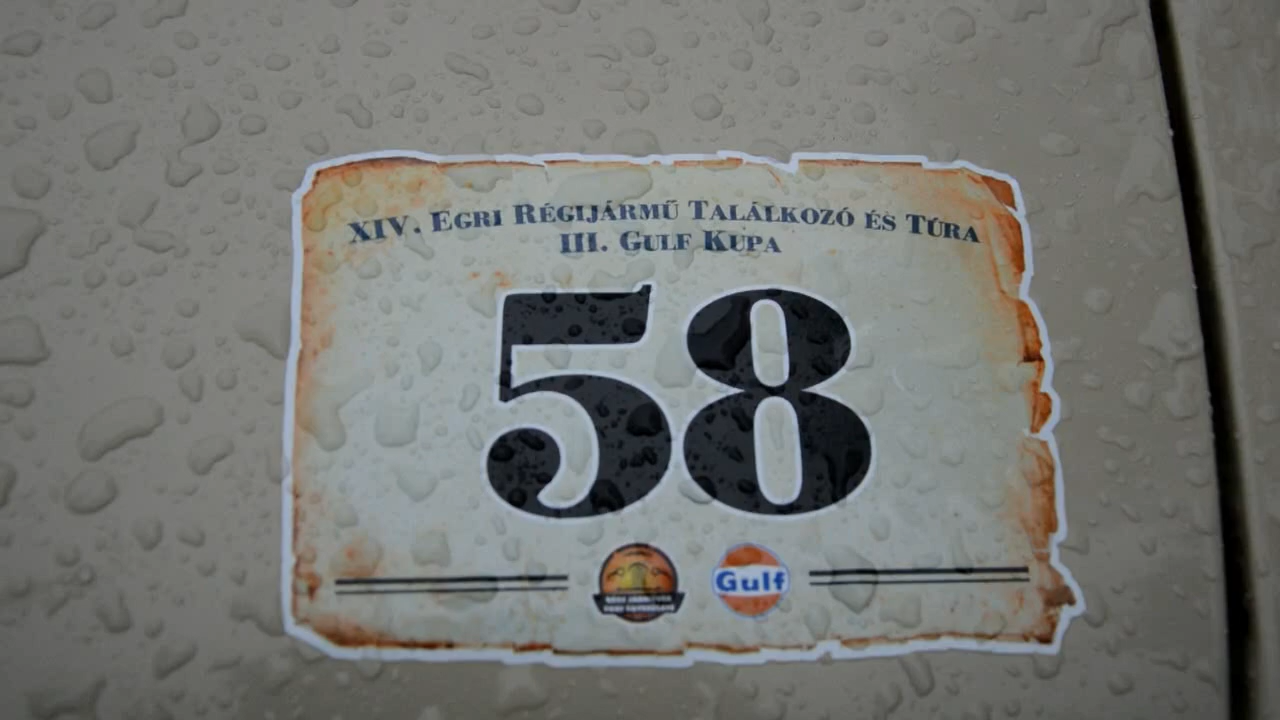 XIV. EGRI RÉGIJÁRMŰ TALÁLKOZÓ ÉS TÚRA
III. GULF KUPA
58
Gulf